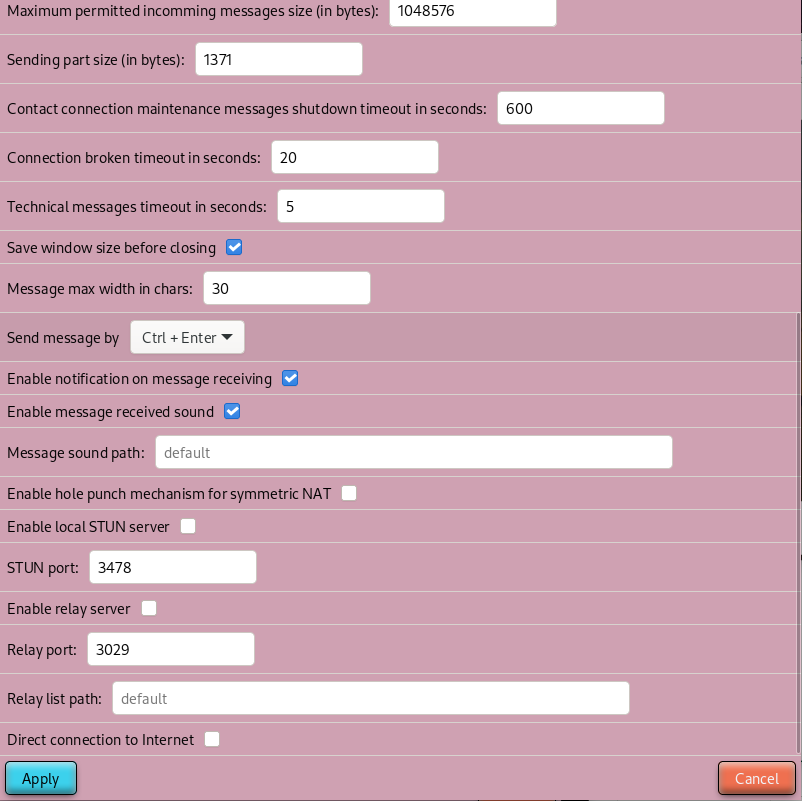 Maximum permitted incomming messages size (in bytes): 1048576
Sending part size (in bytes): 1371
Contact connection maintenance messages shutdown timeout in seconds: 600
Connection broken timeout in seconds: 20
Technical messages timeout in seconds: 5
Save window size before closing
Message max width in chars: 30
Send message by Ctrl + Enter
Enable notification on message receiving
Enable message received sound
Message sound path: default
Enable hole punch mechanism for symmetric NAT
Enable local STUN server
STUN port: 3478
Enable relay server
Relay port: 3029
Relay list path: default
Direct connection to Internet
Apply Cancel